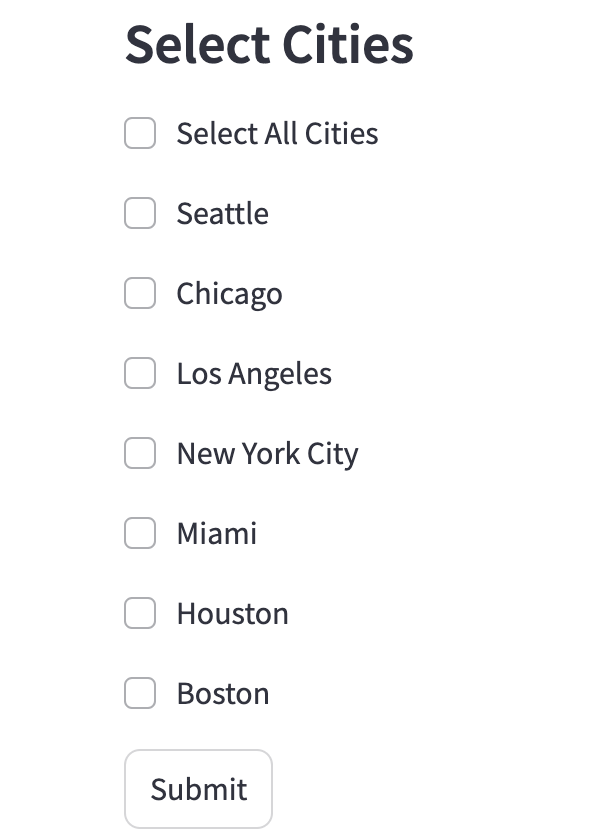 Select Cities
Select All Cities
Seattle
Chicago
Los Angeles
New York City
Miami
Houston
Boston
Submit